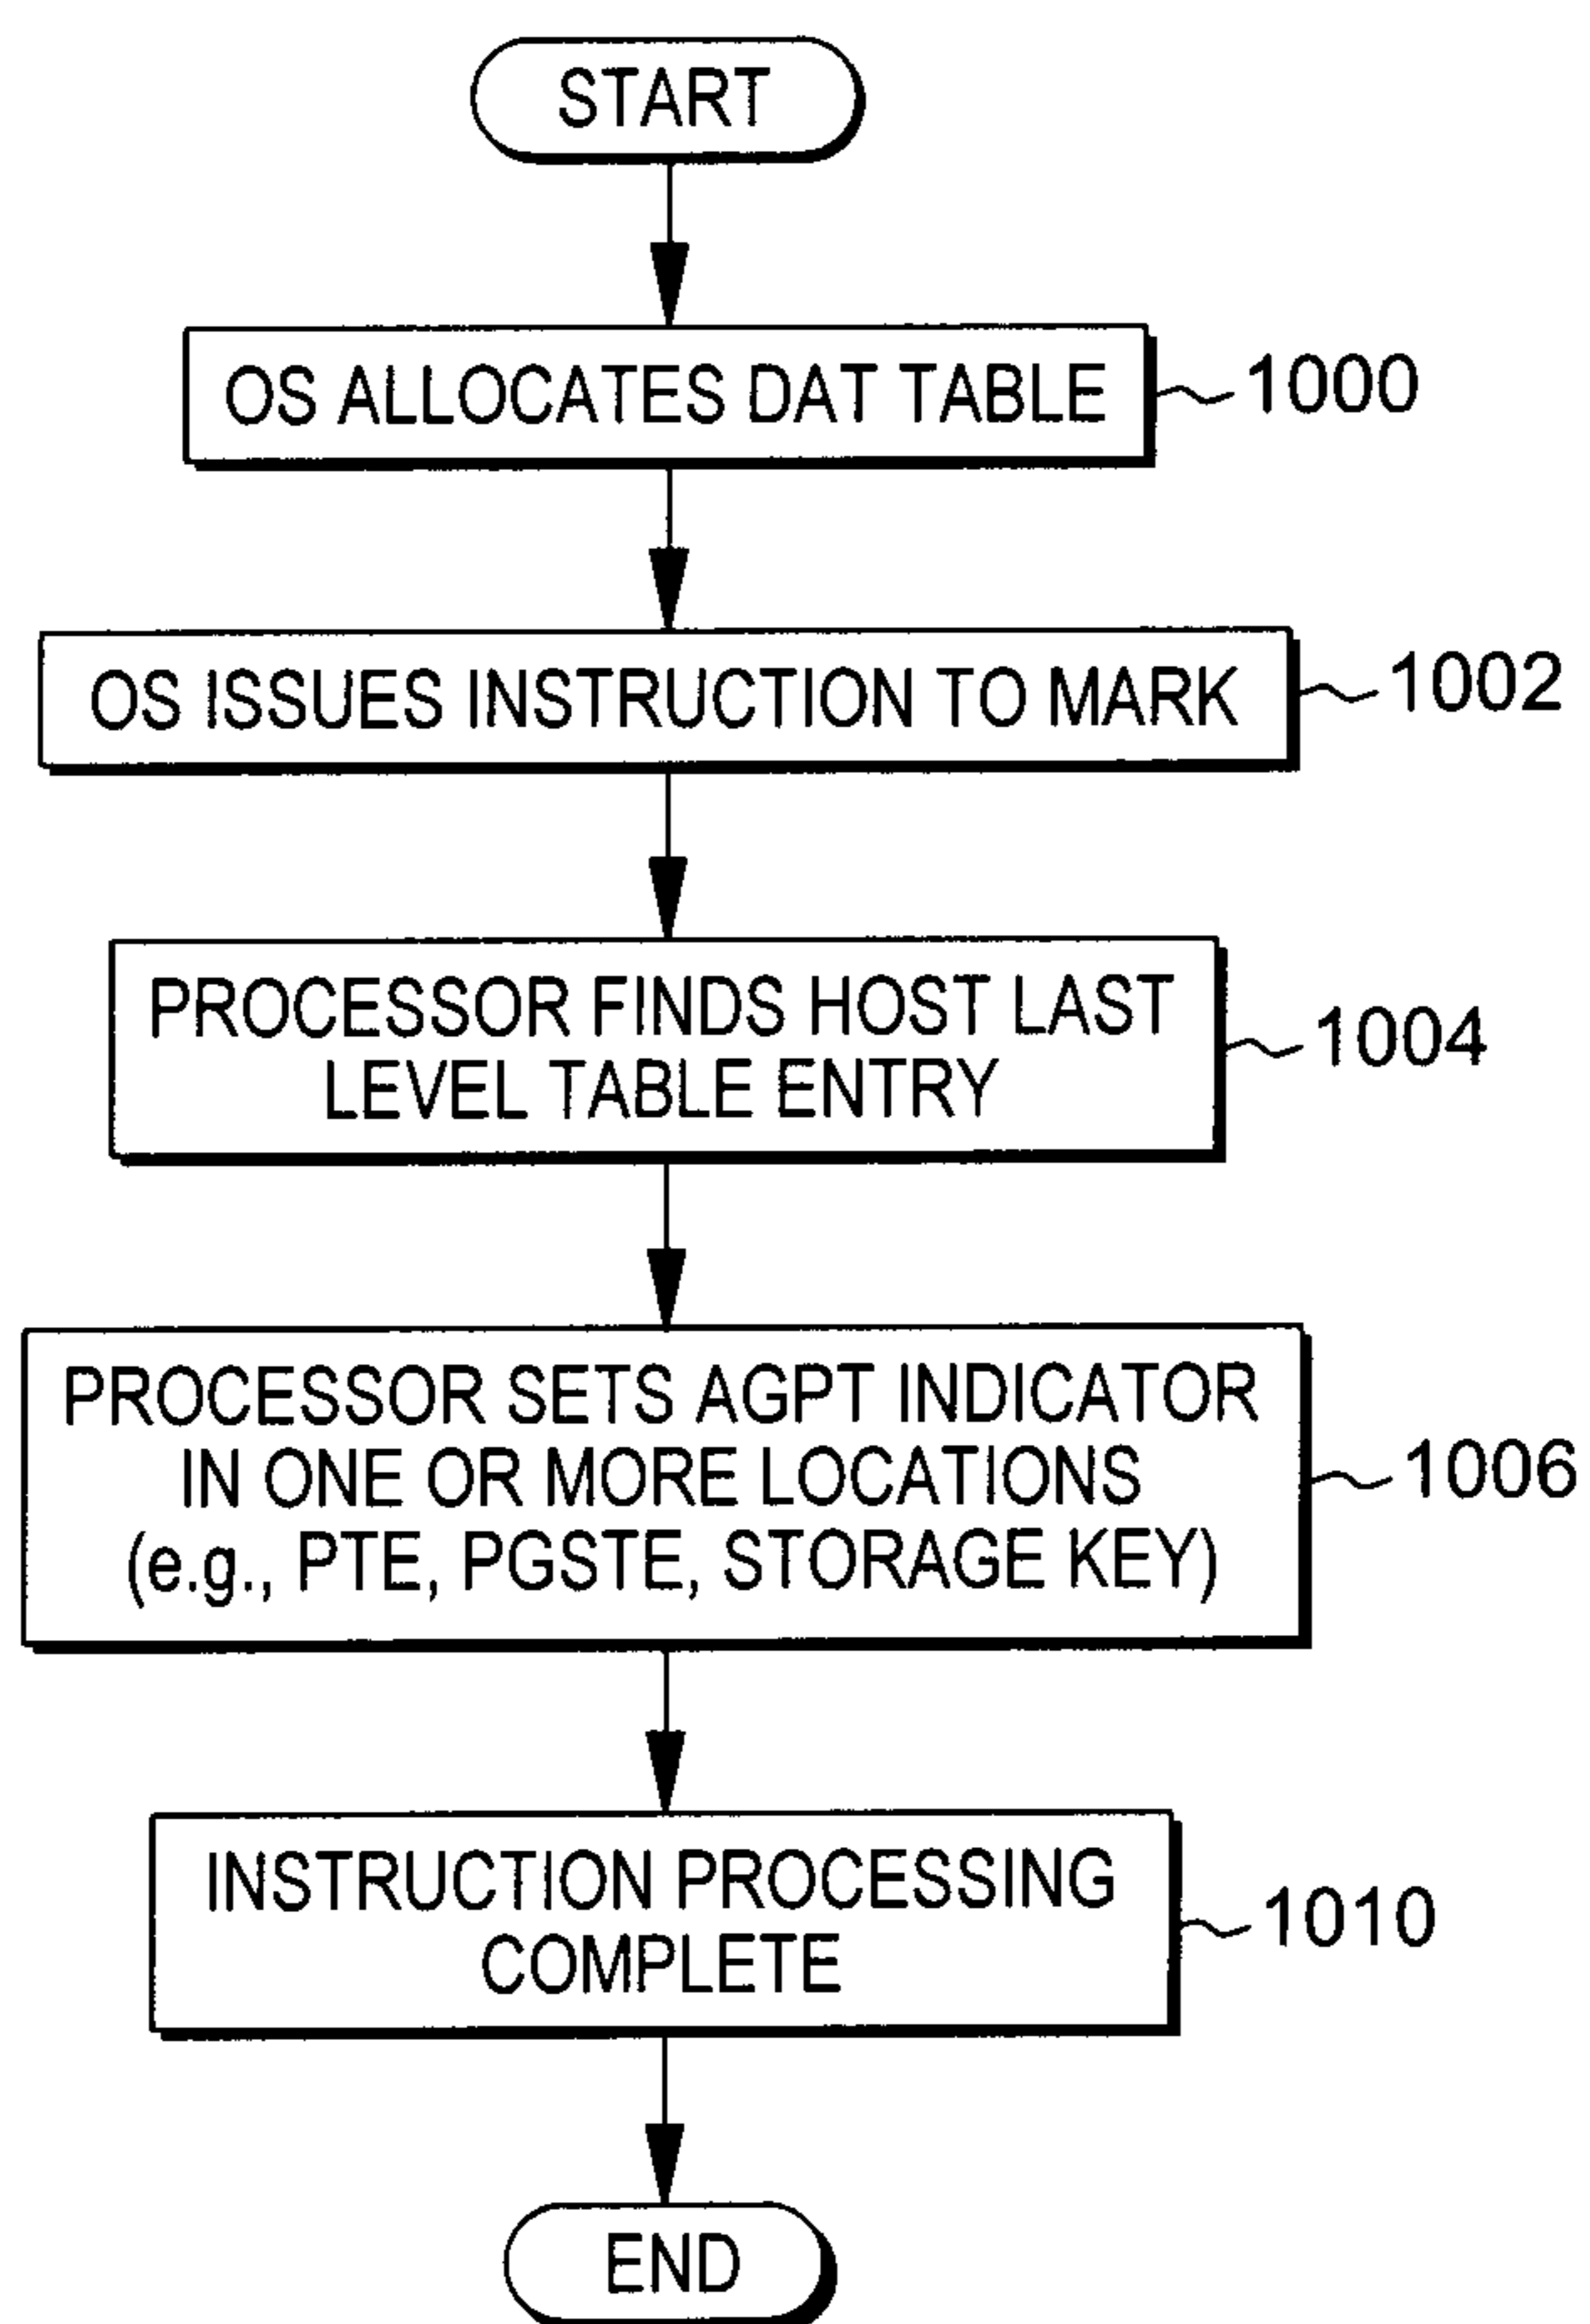 START
OS ALLOCATES DAT TABLE
1000
OS ISSUES INSTRUCTION TO MARK
1002
PROCESSOR FINDS HOST LAST
LEVEL TABLE ENTRY
1004
PROCESSOR SETS AGPT INDICATOR
IN ONE OR MORE LOCATIONS
(e.g., PTE, PGSTE, STORAGE KEY)
1006
INSTRUCTION PROCESSING
COMPLETE
1010
END